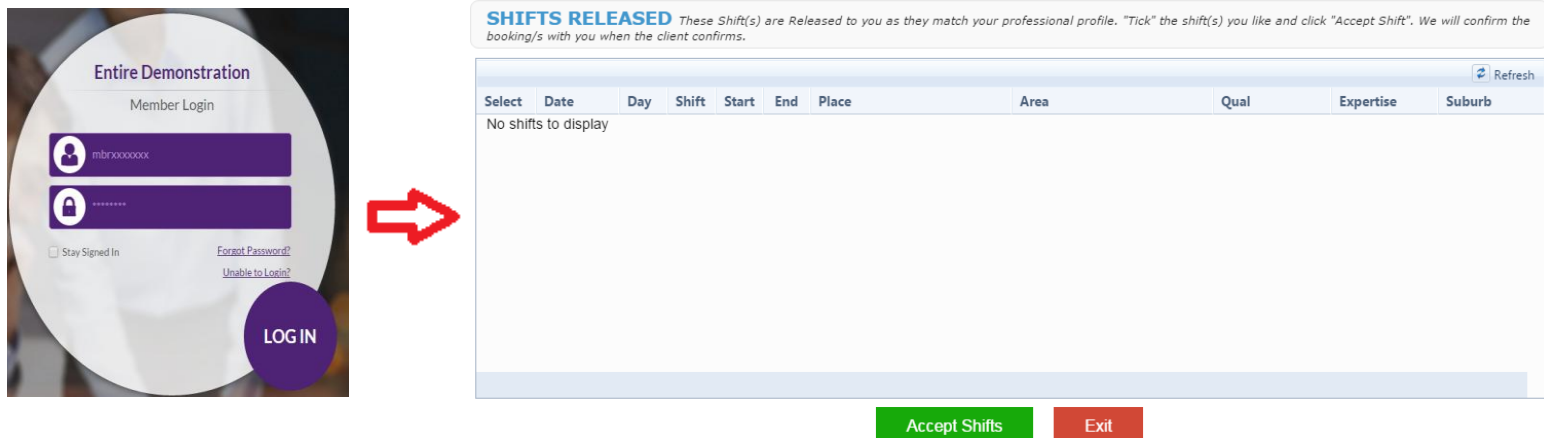 Entire Demonstration
Member Login
mbrxxxxxxx
********
Stay Signed In
Forgot Password?
Unable to Login?
LOG IN
SHIFTS RELEASED These Shift(s) are Released to you as they match your professional profile. "Tick" the shift(s) you like and click "Accept Shift". We will confirm the
booking/s with you when the client confirms.
Refresh
Select Date Day Shift Start End Place Area Qual Expertise Suburb
No shifts to display
Accept Shifts Exit